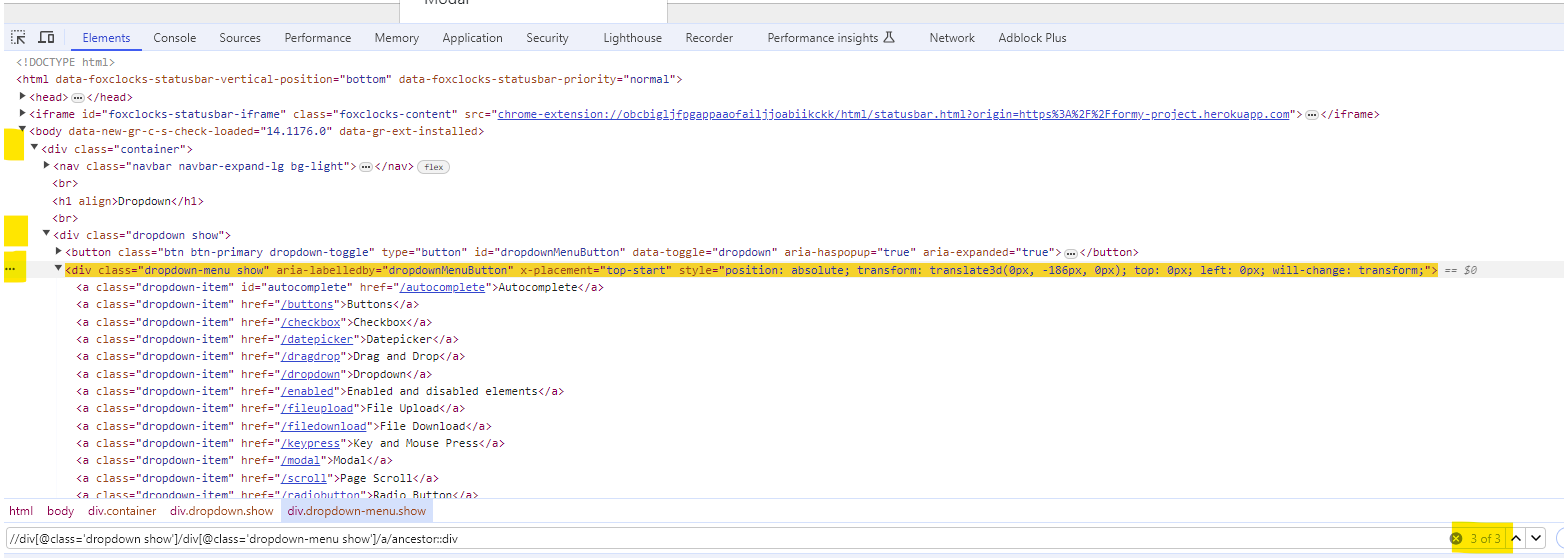 Modal
Elements Console Sources Performance Memory Application Security Lighthouse Recorder Performance insights Network Adblock Plus
<!DOCTYPE html>
<html data-foxclocks-statusbar-vertical-position="bottom" data-foxclocks-statusbar-priority="normal">
<head> … </head>
<iframe id="foxclocks-statusbar-iframe" class="foxclocks-content" src="chrome-extension://obcbigljfpgappaaofailjjoabiikckk/html/statusbar.html?origin=https%3A%2F%2Fformy-project.herokuapp.com"> … </iframe>
<body data-new-gr-c-s-check-loaded="14.1176.0" data-gr-ext-installed>
<div class="container">
<nav class="navbar navbar-expand-lg bg-light"> … </nav> flex
<br>
<h1 align>Dropdown</h1>
<br>
<div class="dropdown show">
<button class="btn btn-primary dropdown-toggle" type="button" id="dropdownMenuButton" data-toggle="dropdown" aria-haspopup="true" aria-expanded="true"> … </button>
… <div class="dropdown-menu show" aria-labelledby="dropdownMenuButton" x-placement="top-start" style="position: absolute; transform: translate3d(0px, -186px, 0px); top: 0px; left: 0px; will-change: transform;"> == $0
<a class="dropdown-item" id="autocomplete" href="/autocomplete">Autocomplete</a>
<a class="dropdown-item" href="/buttons">Buttons</a>
<a class="dropdown-item" href="/checkbox">Checkbox</a>
<a class="dropdown-item" href="/datepicker">Datepicker</a>
<a class="dropdown-item" href="/dragdrop">Drag and Drop</a>
<a class="dropdown-item" href="/dropdown">Dropdown</a>
<a class="dropdown-item" href="/enabled">Enabled and disabled elements</a>
<a class="dropdown-item" href="/fileupload">File Upload</a>
<a class="dropdown-item" href="/filedownload">File Download</a>
<a class="dropdown-item" href="/keypress">Key and Mouse Press</a>
<a class="dropdown-item" href="/modal">Modal</a>
<a class="dropdown-item" href="/scroll">Page Scroll</a>
<a class="dropdown-item" href="/radiobutton">Radio Button</a>
html body div.container div.dropdown.show div.dropdown-menu.show
//div[@class='dropdown show']/div[@class='dropdown-menu show']/a/ancestor::div 3 of 3